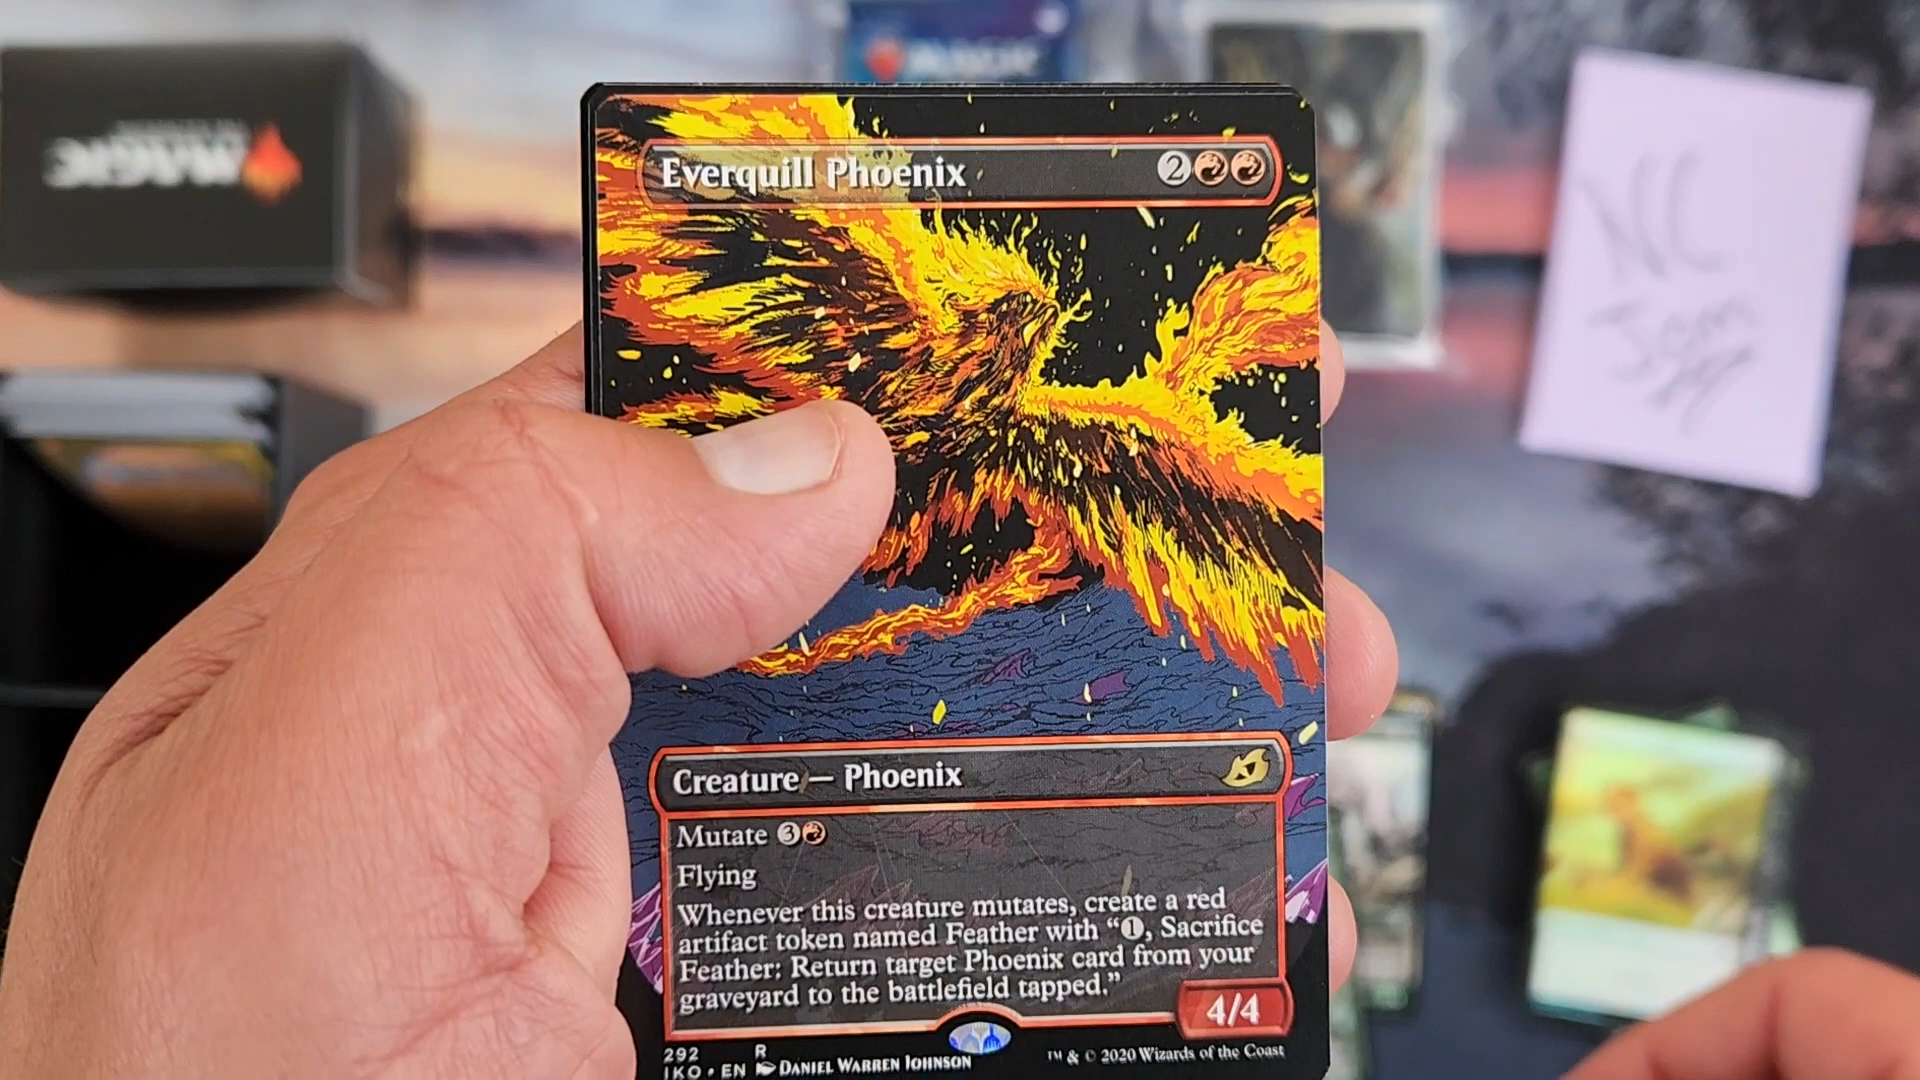 MAGIC
MAGIC
NC
Everquill Phoenix 2
Creature — Phoenix
Mutate 3
Flying
Whenever this creature mutates, create a red
artifact token named Feather with “1, Sacrifice
Feather: Return target Phoenix card from your
graveyard to the battlefield tapped.”
4/4
292 R
IKO • EN Daniel Warren Johnson
™ & © 2020 Wizards of the Coast